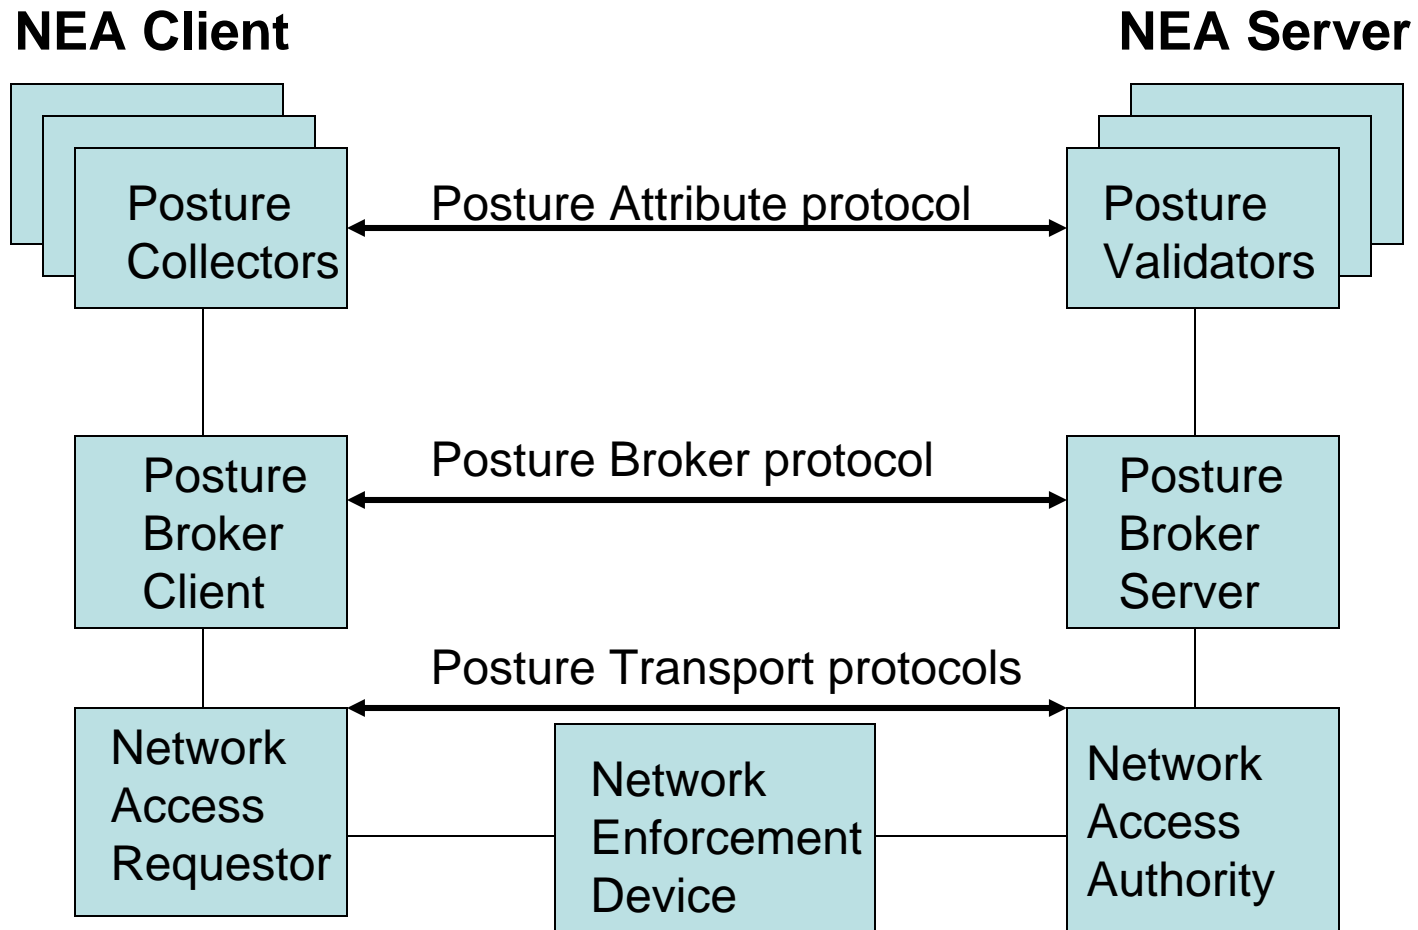 NEA Client
NEA Server
Posture
Collectors
Posture Attribute protocol
Posture
Validators
Posture
Broker
Client
Posture Broker protocol
Posture
Broker
Server
Posture Transport protocols
Network
Access
Requestor
Network
Enforcement
Device
Network
Access
Authority